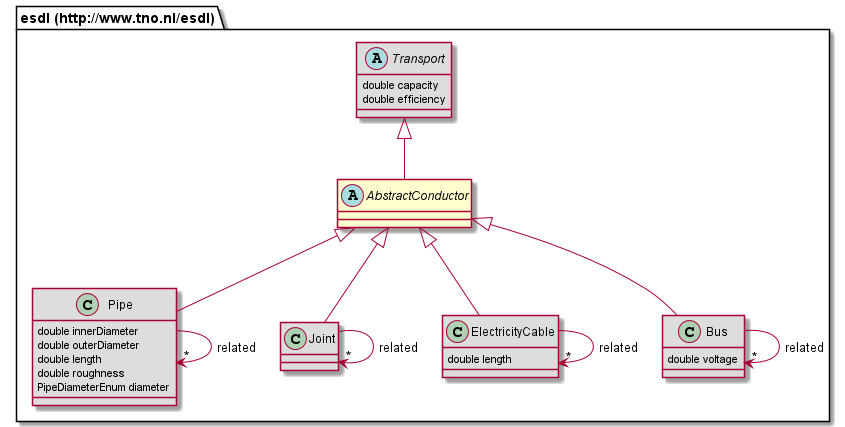 esdl (http://www.tno.nl/esdl)
A Transport
double capacity
double efficiency
A AbstractConductor
C Pipe
double innerDiameter
double outerDiameter
double length
double roughness
PipeDiameterEnum diameter
* related
C Joint
* related
C ElectricityCable
double length
* related
C Bus
double voltage
* related